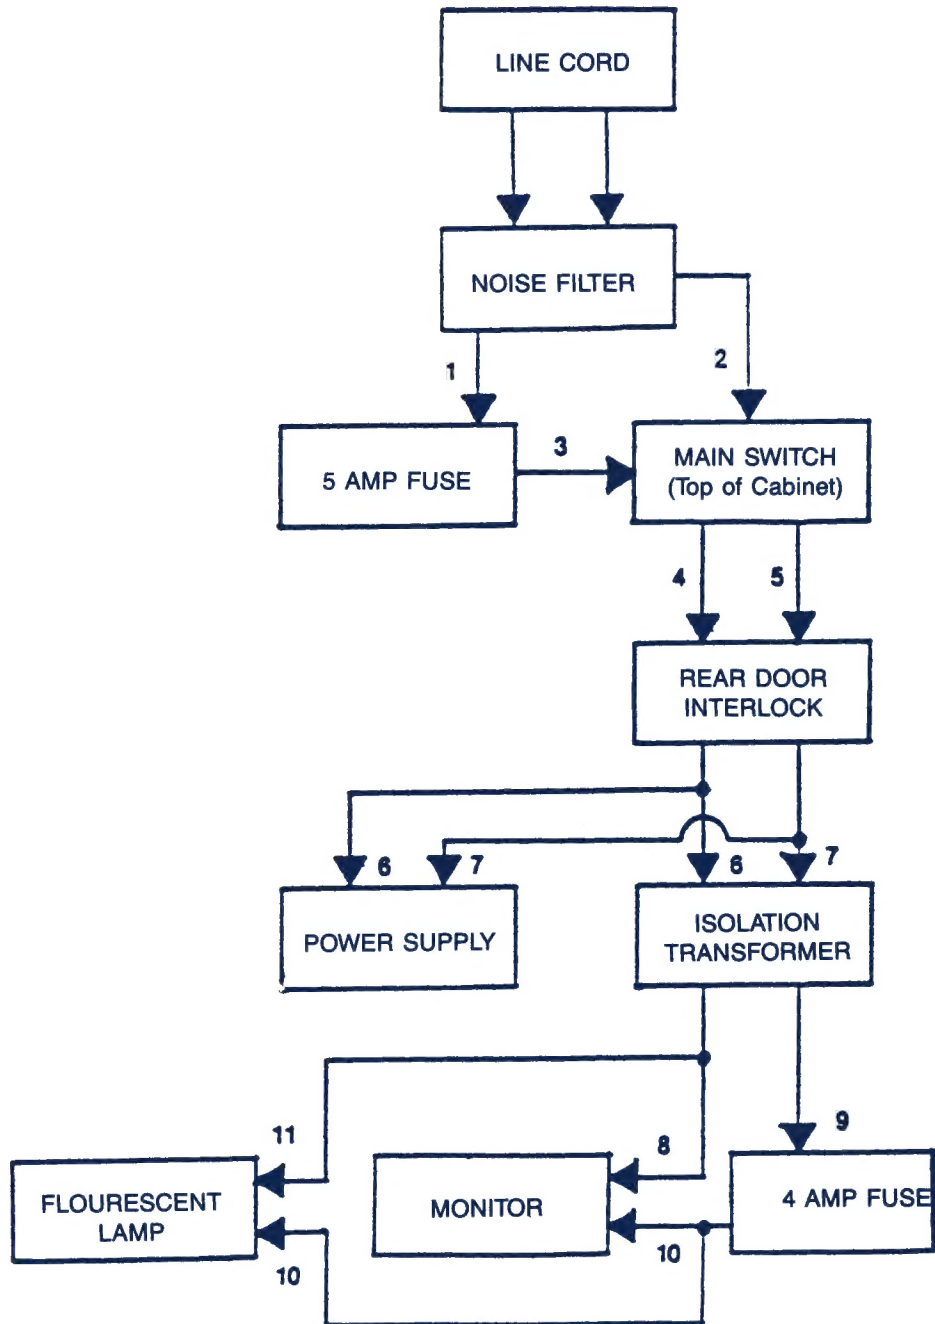 LINE CORD
NOISE FILTER
1
2
5 AMP FUSE
3
MAIN SWITCH
(Top of Cabinet)
4
5
REAR DOOR
INTERLOCK
6
7
6
7
POWER SUPPLY
ISOLATION
TRANSFORMER
11
8
9
FLOURESCENT
LAMP
MONITOR
4 AMP FUSE
10
10